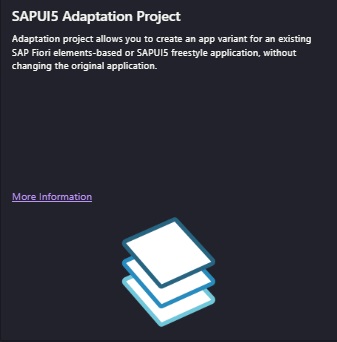 SAPUI5 Adaptation Project
Adaptation project allows you to create an app variant for an existing
SAP Fiori elements-based or SAPUI5 freestyle application, without
changing the original application.
More Information